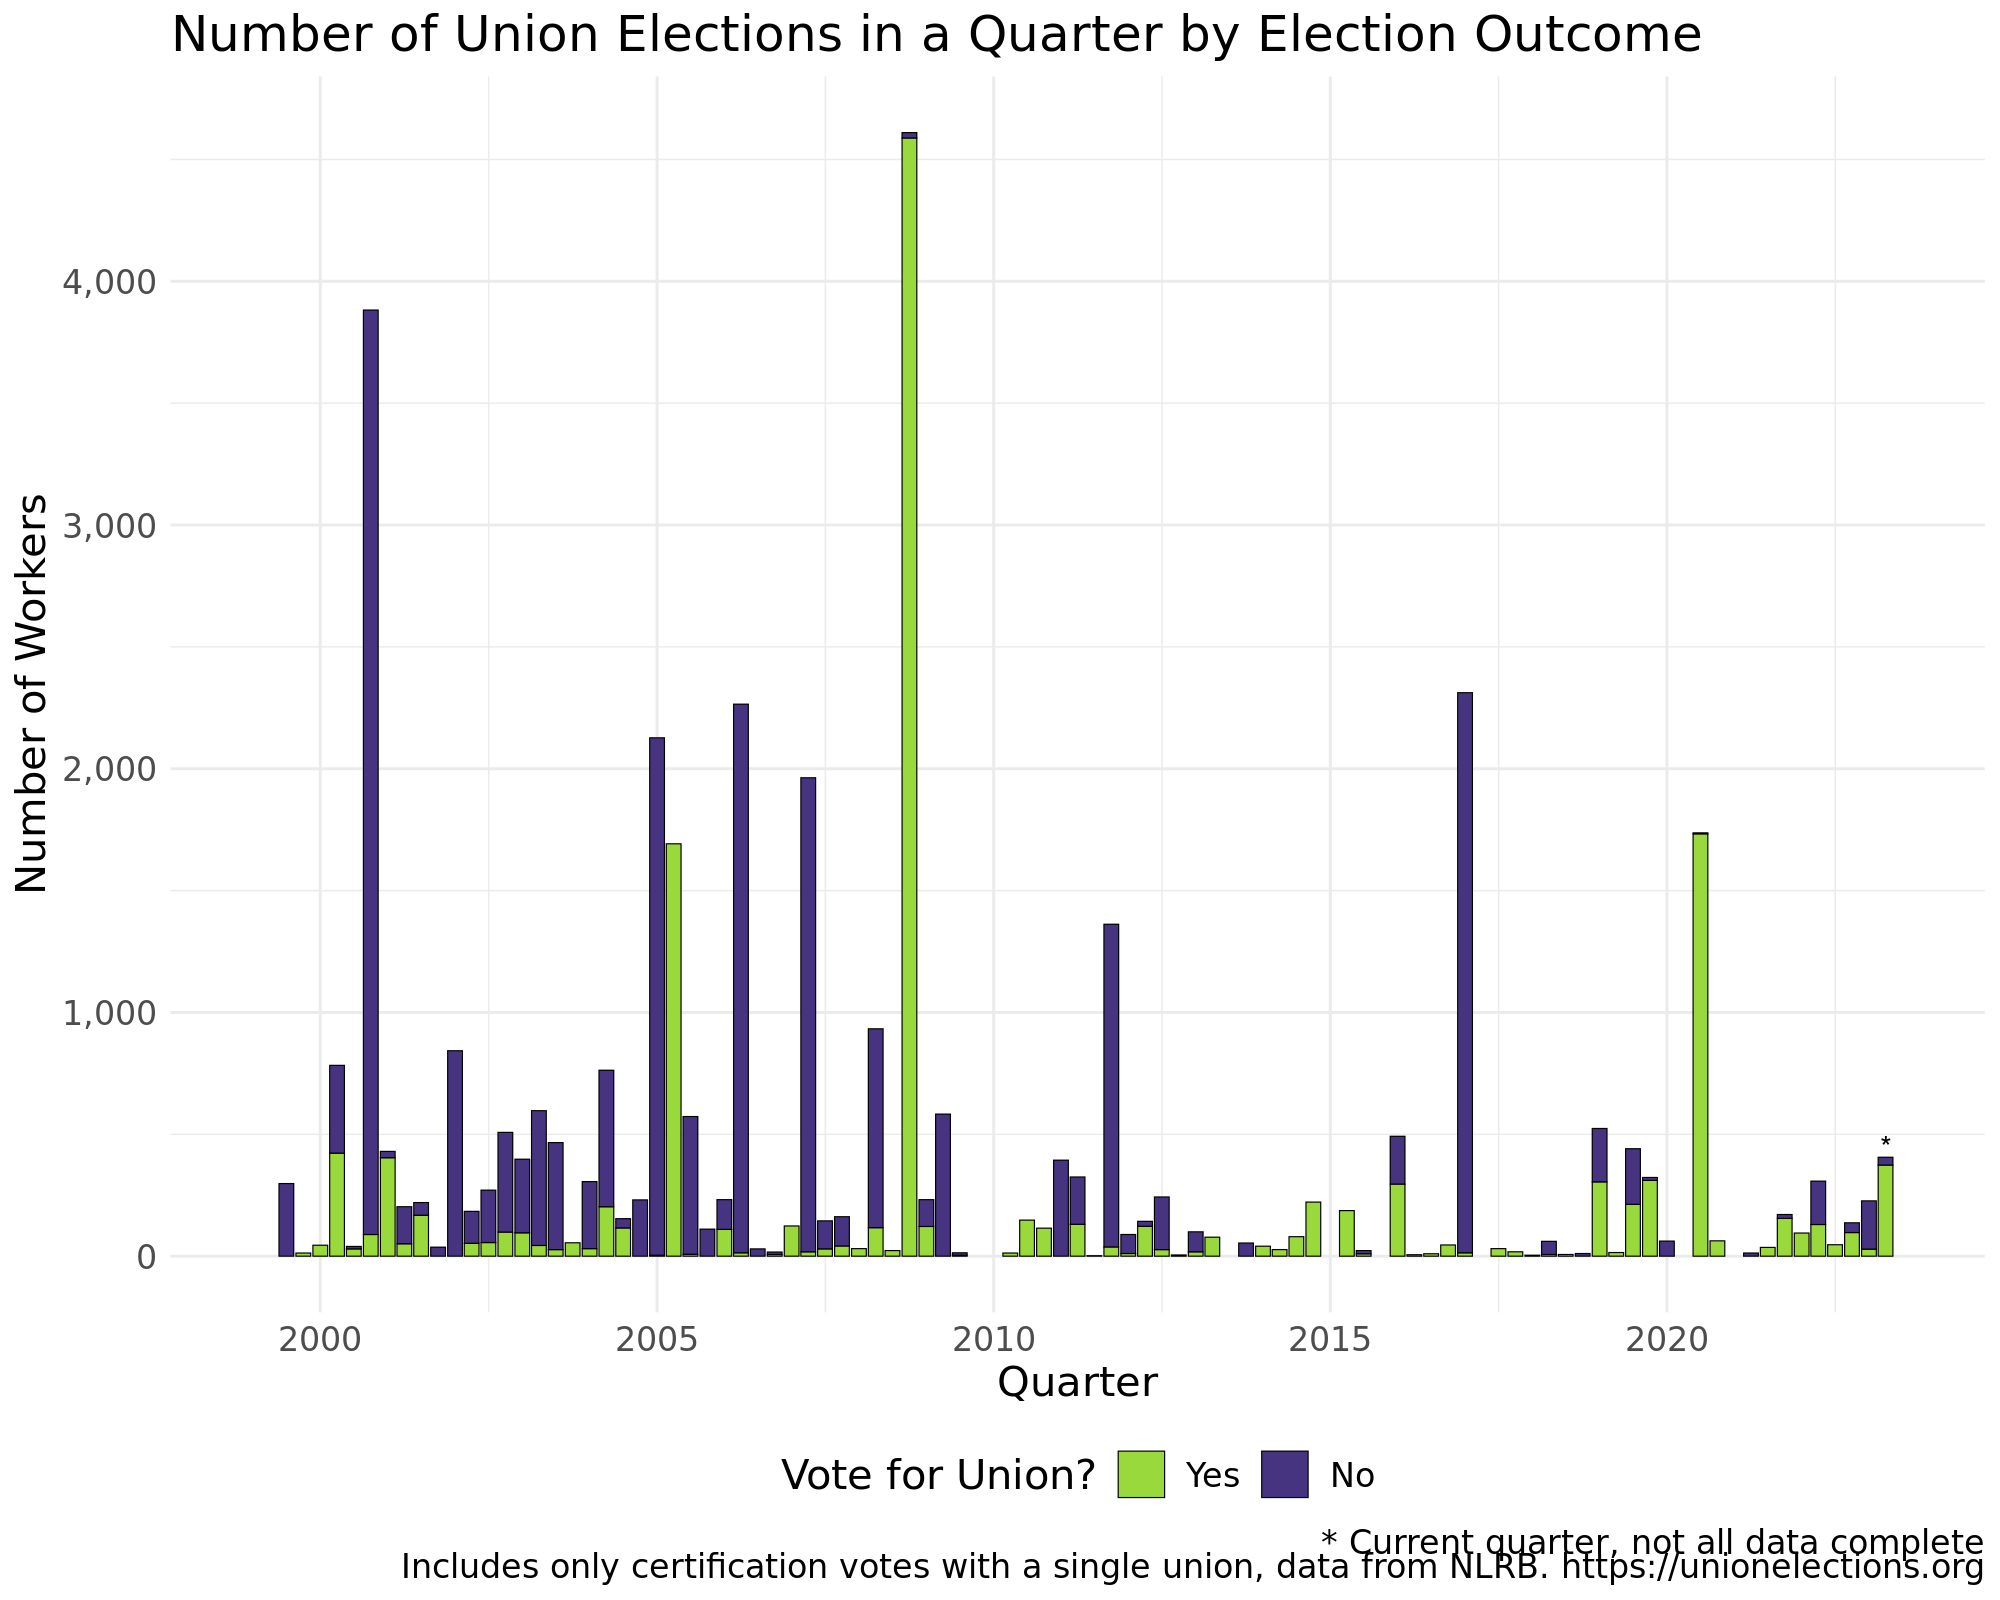 Number of Union Elections in a Quarter by Election Outcome
Number of Workers
4,000
3,000
2,000
1,000
0
*
2000 2005 2010 2015 2020
Quarter
Vote for Union? Yes No
* Current quarter, not all data complete
Includes only certification votes with a single union, data from NLRB. https://unionelections.org